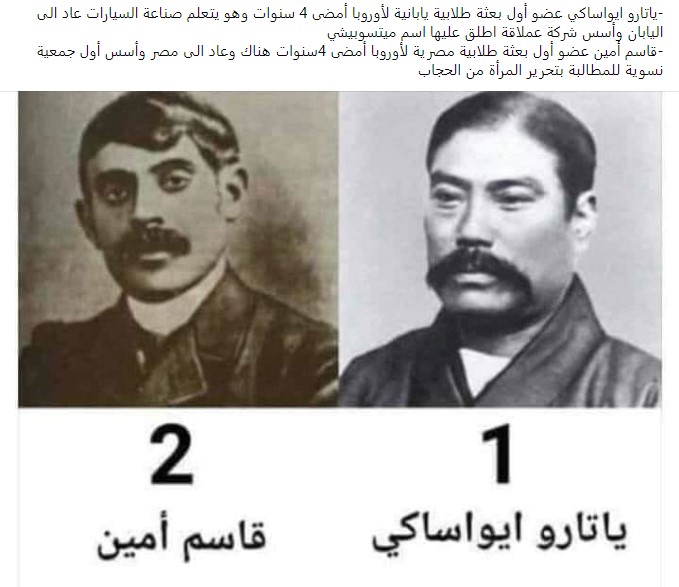 -ياتارو ايواساكي عضو أول بعثة طلابية يابانية لأوروبا أمضى 4 سنوات وهو يتعلم صناعة السيارات عاد الى
اليابان وأسس شركة عملاقة اطلق عليها اسم ميتسوبيشي
-قاسم أمين عضو أول بعثة طلابية مصرية لأوروبا أمضى 4سنوات هناك وعاد الى مصر وأسس أول جمعية
نسوية للمطالبة بتحرير المرأة من الحجاب
1
ياتارو ايواساكي
2
قاسم أمين